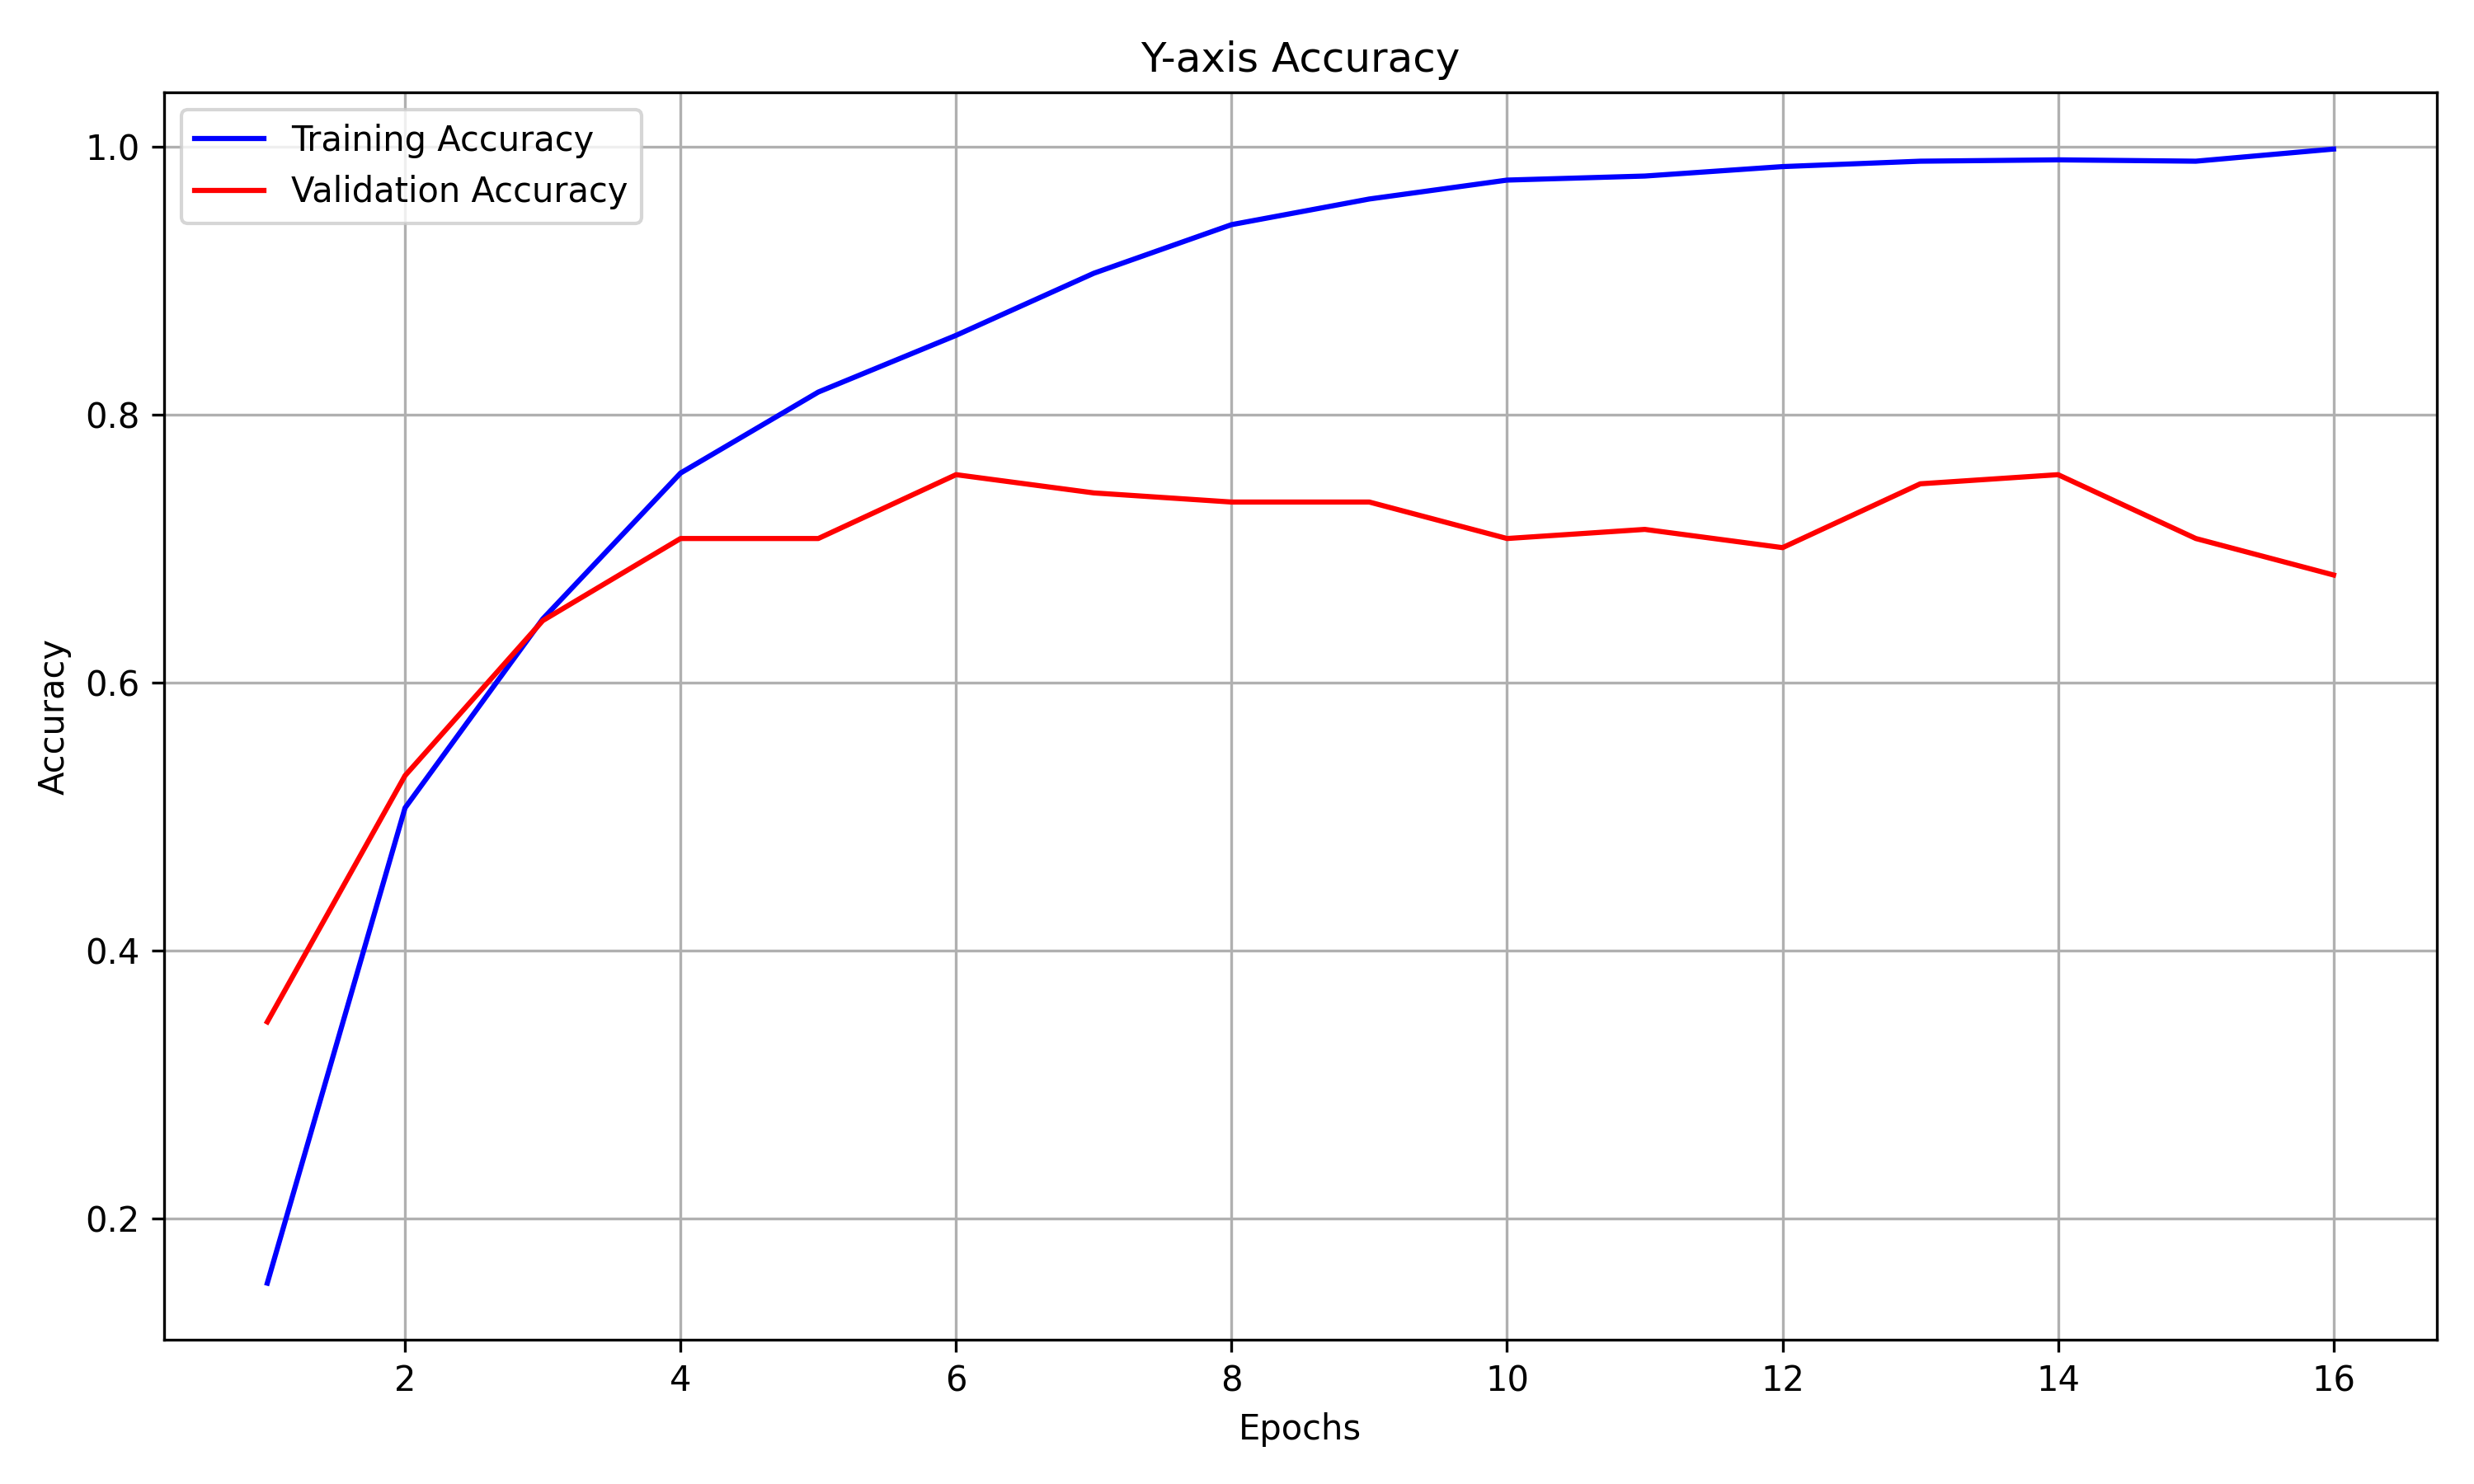 Y-axis Accuracy
Training Accuracy
Validation Accuracy
1.0
0.8
0.6
0.4
0.2
Accuracy
2 4 6 8 10 12 14 16
Epochs